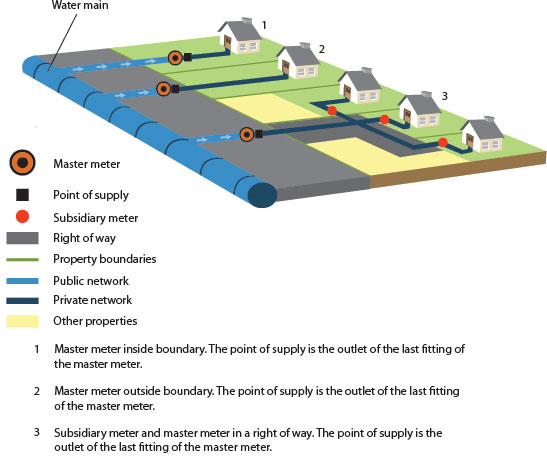 Water main
1
2
3
Master meter
Point of supply
Subsidiary meter
Right of way
Property boundaries
Public network
Private network
Other properties
1 Master meter inside boundary. The point of supply is the outlet of the last fitting of
the master meter.
2 Master meter outside boundary. The point of supply is the outlet of the last fitting
of the master meter.
3 Subsidiary meter and master meter in a right of way. The point of supply is the
outlet of the last fitting of the master meter.